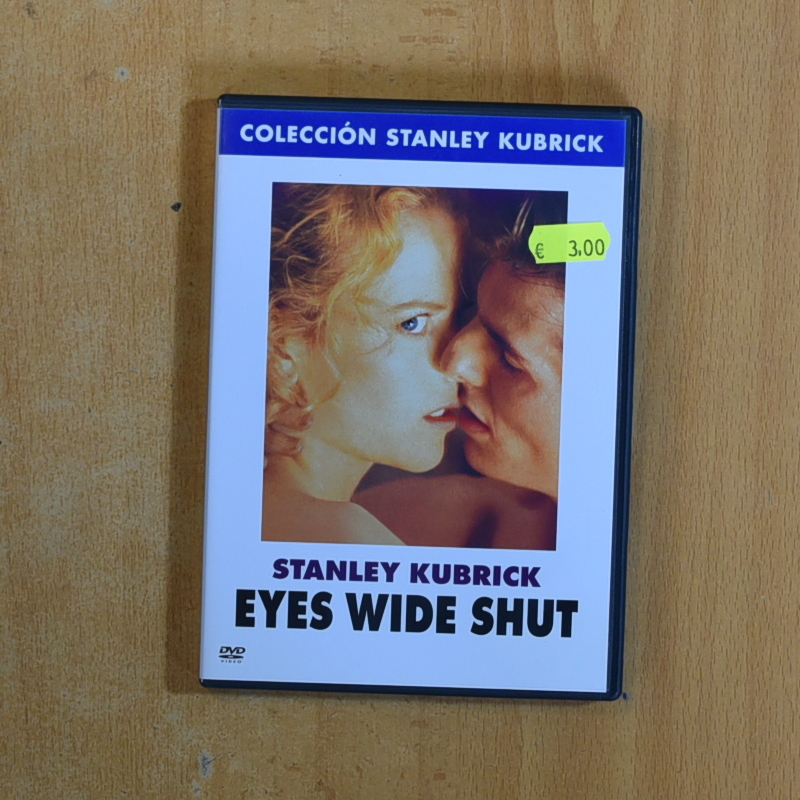 COLECCIÓN STANLEY KUBRICK
€ 3.00
STANLEY KUBRICK
EYES WIDE SHUT
DVD
VIDEO